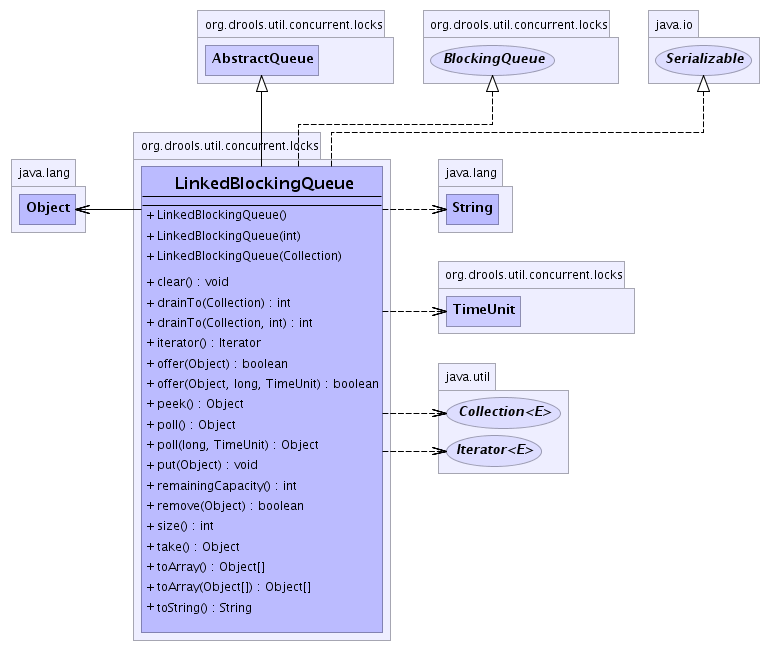 org.drools.util.concurrent.locks
AbstractQueue
org.drools.util.concurrent.locks
BlockingQueue
java.io
Serializable
org.drools.util.concurrent.locks
LinkedBlockingQueue
java.lang
Object
java.lang
String
+ LinkedBlockingQueue()
+ LinkedBlockingQueue(int)
+ LinkedBlockingQueue(Collection)
+ clear() : void
+ drainTo(Collection) : int
+ drainTo(Collection, int) : int
+ iterator() : Iterator
+ offer(Object) : boolean
+ offer(Object, long, TimeUnit) : boolean
+ peek() : Object
+ poll() : Object
+ poll(long, TimeUnit) : Object
+ put(Object) : void
+ remainingCapacity() : int
+ remove(Object) : boolean
+ size() : int
+ take() : Object
+ toArray() : Object[]
+ toArray(Object[]) : Object[]
+ toString() : String
org.drools.util.concurrent.locks
TimeUnit
java.util
Collection<E>
Iterator<E>